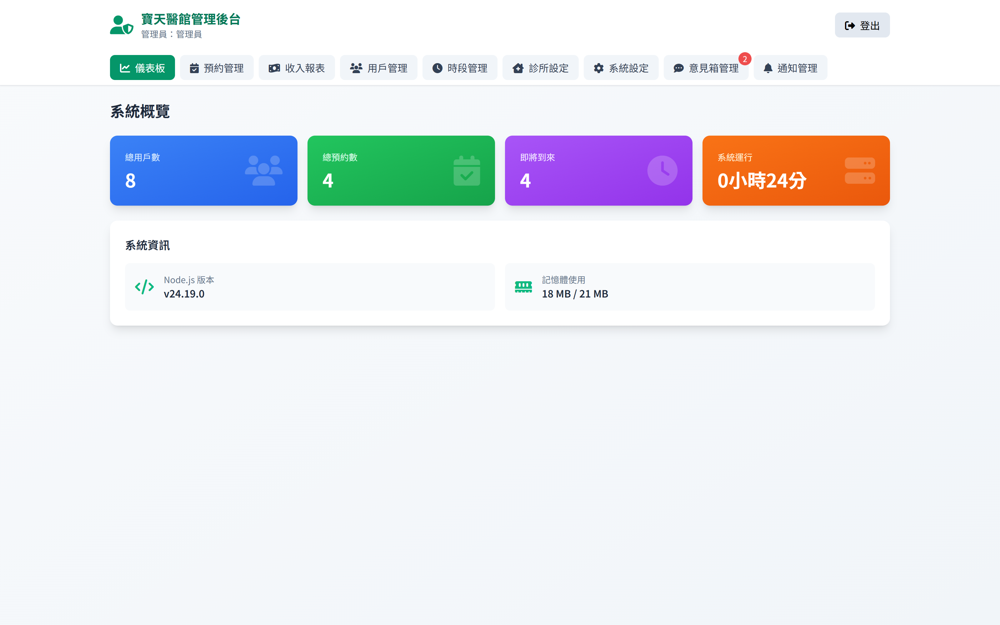 寶天醫館管理後台
管理員：管理員
登出
儀表板
預約管理
收入報表
用戶管理
時段管理
診所設定
系統設定
意見箱管理
2
通知管理
系統概覽
總用戶數
8
總預約數
4
即將到來
4
系統運行
0小時24分
系統資訊
Node.js 版本
v24.19.0
記憶體使用
18 MB / 21 MB